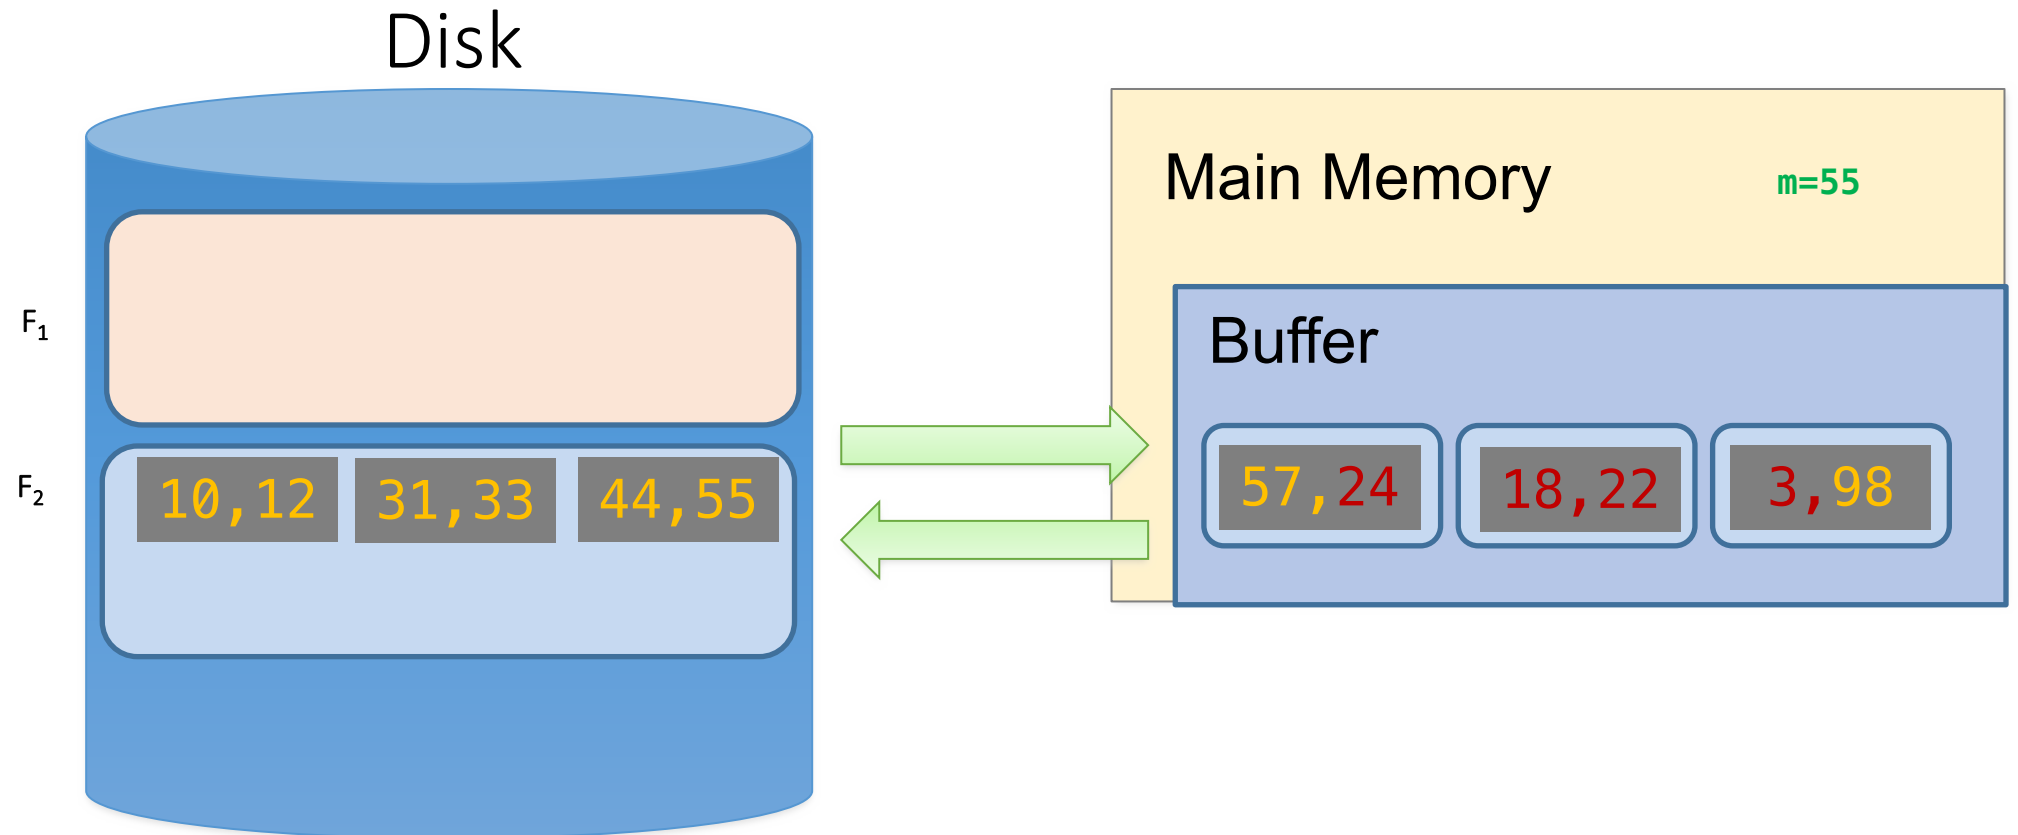 Disk
Main Memory
m=55
Buffer
F1
F2
10,12
31,33
44,55
57,24
18,22
3,98